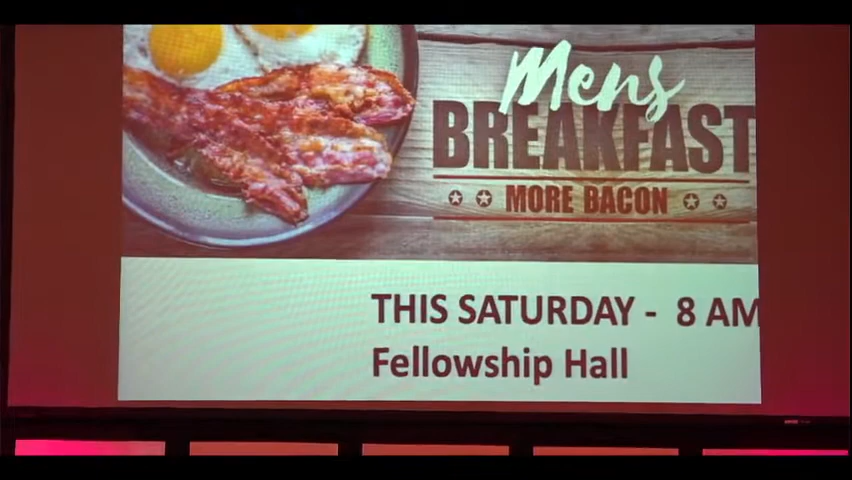 Mens
BREAKFAST
MORE BACON
THIS SATURDAY - 8 AM
Fellowship Hall